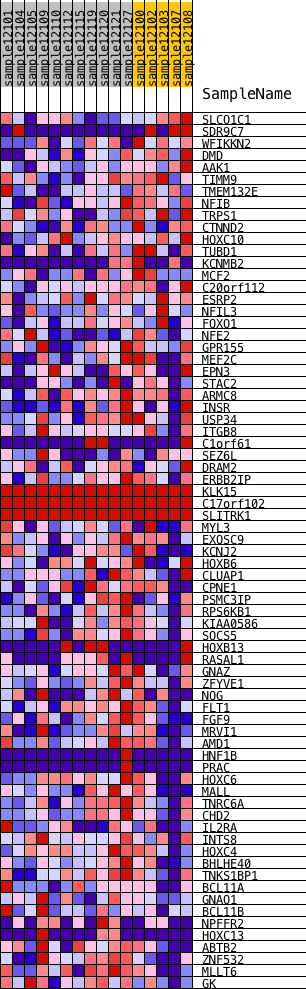 sample12101
sample12104
sample12105
sample12109
sample12110
sample12112
sample12115
sample12119
sample12120
sample12121
sample12122
sample12100
sample12102
sample12103
sample12107
sample12108
SampleName
SLCO1C1
SDR9C7
WFIKKN2
DMD
AAK1
TIMM9
TMEM132E
NFIB
TRPS1
CTNND2
HOXC10
TUBD1
KCNMB2
MCF2
C20orf112
ESRP2
NFIL3
FOXO1
NFE2
GPR155
MEF2C
EPN3
STAC2
ARMC8
INSR
USP34
ITGB8
C1orf61
SEZ6L
DRAM2
ERBB2IP
KLK15
C17orf102
SLITRK1
MYL3
EXOSC9
KCNJ2
HOXB6
CLUAP1
CPNE1
PSMC3IP
RPS6KB1
KIAA0586
SOCS5
HOXB13
RASAL1
GNAZ
ZFYVE1
NOG
FLT1
FGF9
MRVI1
AMD1
HNF1B
PRAC
HOXC6
MALL
TNRC6A
CHD2
IL2RA
INTS8
HOXC4
BHLHE40
TNKS1BP1
BCL11A
GNAO1
BCL11B
NPFFR2
HOXC13
ABTB2
ZNF532
MLLT6
GK